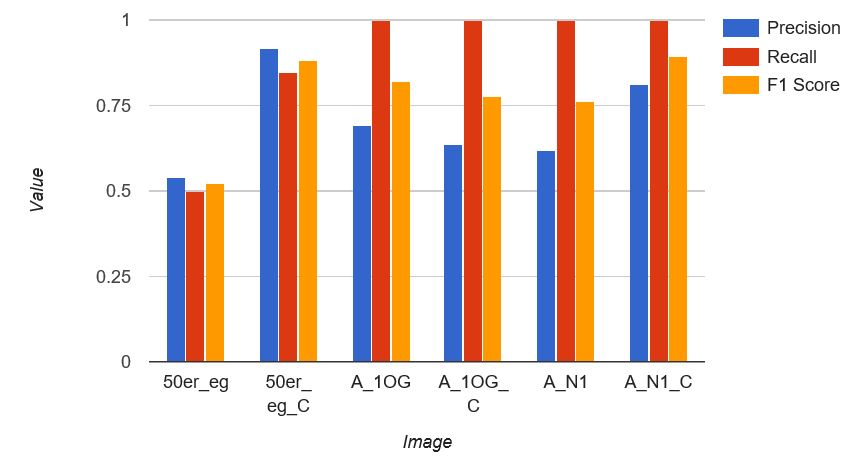 1
0.75
0.5
0.25
0
Value
50er_eg
50er_
eg_C
A_1OG
A_1OG_
C
A_N1
A_N1_C
Image
Precision
Recall
F1 Score